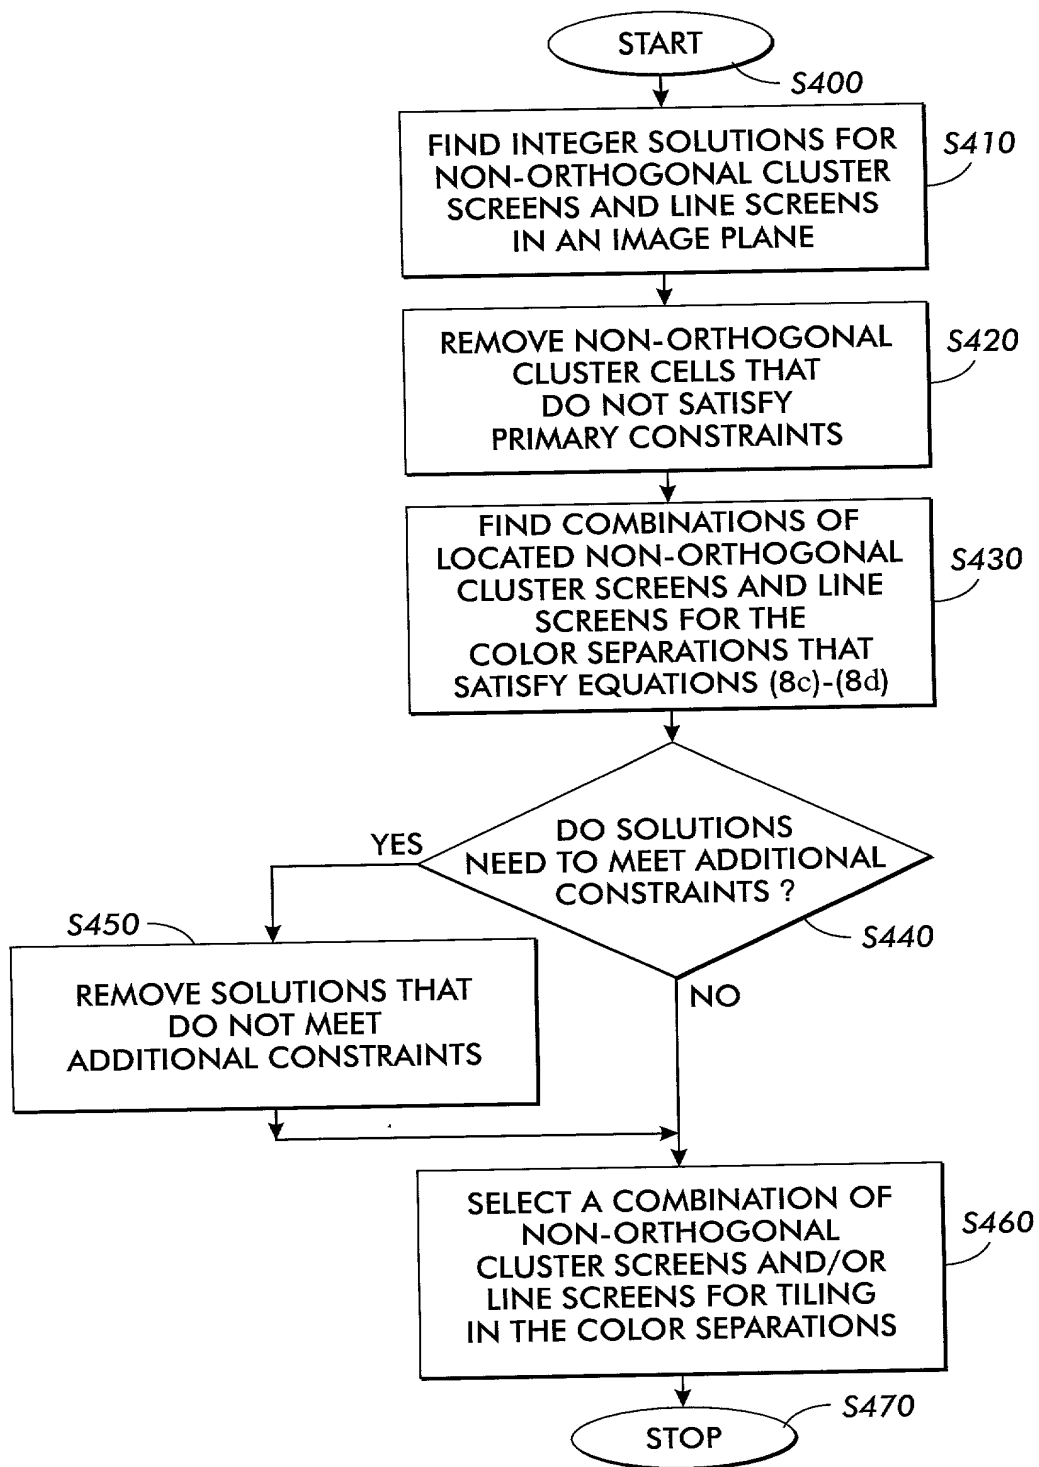 START
S400
FIND INTEGER SOLUTIONS FOR
NON-ORTHOGONAL CLUSTER
SCREENS AND LINE SCREENS
IN AN IMAGE PLANE
S410
REMOVE NON-ORTHOGONAL
CLUSTER CELLS THAT
DO NOT SATISFY
PRIMARY CONSTRAINTS
S420
FIND COMBINATIONS OF
LOCATED NON-ORTHOGONAL
CLUSTER SCREENS AND LINE
SCREENS FOR THE
COLOR SEPARATIONS THAT
SATISFY EQUATIONS (8c)-(8d)
S430
DO SOLUTIONS
NEED TO MEET ADDITIONAL
CONSTRAINTS ?
S440
YES
NO
S450
REMOVE SOLUTIONS THAT
DO NOT MEET
ADDITIONAL CONSTRAINTS
SELECT A COMBINATION OF
NON-ORTHOGONAL
CLUSTER SCREENS AND/OR
LINE SCREENS FOR TILING
IN THE COLOR SEPARATIONS
S460
STOP
S470